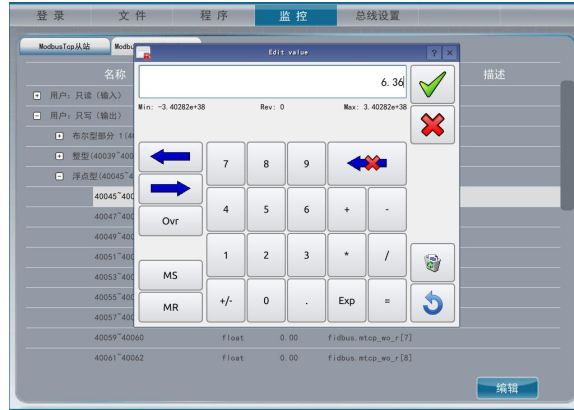 登录 文件 程序 监控 总线设置
ModbusTcp从站 Modbu
Edit value ? ×
名称 描述
6.36
Min: -3.40282e+38 Rev: 0 Max: 3.40282e+38
用户：只读（输入）
用户：只写（输出）
布尔型部分 1(4
整型(40039~400
浮点型(40045~4
40045~400
40047~400
40049~400
40051~400
40053~400
40055~400
40057~400
7 8 9
4 5 6 + -
Ovr
1 2 3 * /
MS
MR +/- 0 . Exp =
40059~40060 float 0.00 fidbus.mtcp_wo_r[7]
40061~40062 float 0.00 fidbus.mtcp_wo_r[8]
编辑